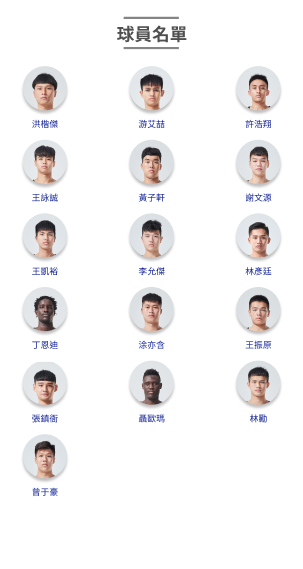 球員名單
洪楷傑 游艾喆 許浩翔
王詠誠 黃子軒 謝文源
王凱裕 李允傑 林彥廷
丁恩迪 涂亦含 王振原
張鎮衙 聶歐瑪 林勵
曾于豪